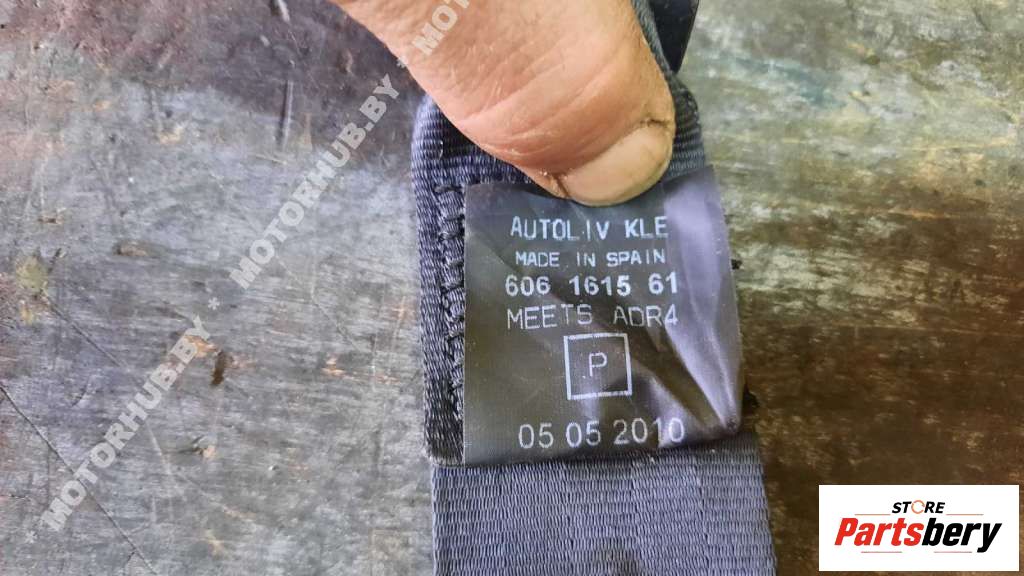 AUTOLIV KLE
MADE IN SPAIN
606 1615 61
MEETS ADR4
P
05 05 2010
MOTORHUB.BY * MOTORHUB.BY * MOTORHUB.BY
STORE
Partsbery